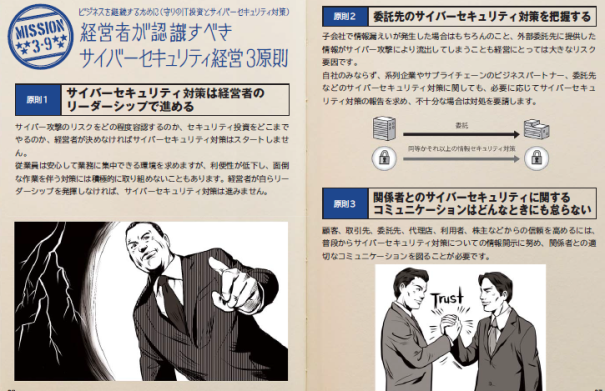 MISSION
3-9
ビジネスを発展するために〈守りのIT投資とサイバーセキュリティ対策〉
経営者が認識すべき
サイバーセキュリティ経営3原則
原則1
サイバーセキュリティ対策は経営者の
リーダーシップで進める
サイバー攻撃のリスクをどの程度容認するのか、セキュリティ投資をどこまで
やるのか、経営者が決めなければサイバーセキュリティ対策はスタートしませ
ん。
従業員は安心して業務に集中できる環境を求めますが、利便性が低下し、面倒
な作業を伴う対策には積極的に取り組めないこともあります。経営者が自らリー
ダーシップを発揮しなければ、サイバーセキュリティ対策は進みません。
原則2
委託先のサイバーセキュリティ対策を把握する
子会社で情報漏えいが発生した場合はもちろんのこと、外部委託先に提供した
情報がサイバー攻撃により流出してしまうことも経営にとっては大きなリスク
要因です。
自社のみならず、系列企業やサプライチェーンのビジネスパートナー、委託先
などのサイバーセキュリティ対策に関しても、必要に応じてサイバーセキュ
リティ対策の報告を求め、不十分な場合は対処を要請します。
委託
同等かそれ以上の情報セキュリティ対策
原則3
関係者とのサイバーセキュリティに関する
コミュニケーションはどんなときにも怠らない
顧客、取引先、委託先、代理店、利用者、株主などからの信頼を高めるには、
普段からサイバーセキュリティ対策についての情報開示に努め、関係者との適
切なコミュニケーションを図ることが必要です。
Trust